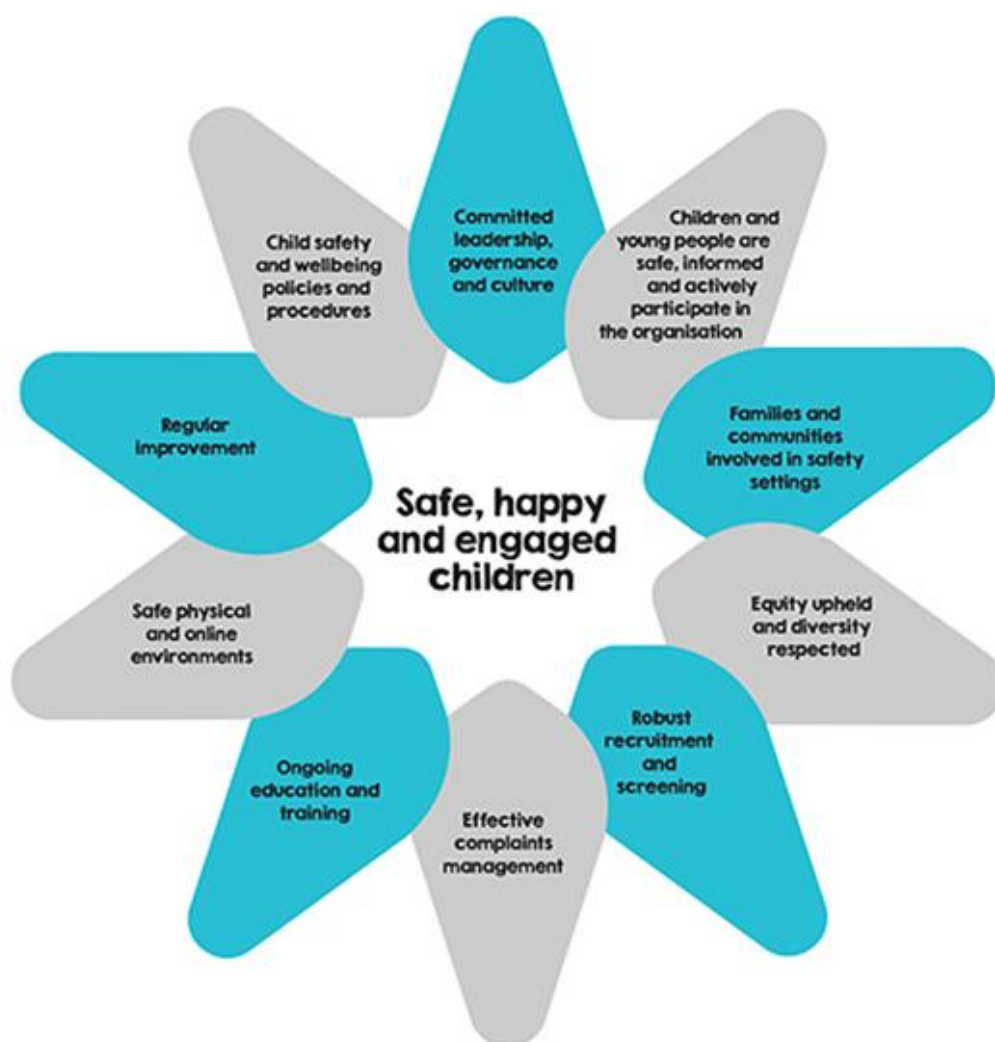 Committed
leadership,
governance
and culture
Children and
young people are
safe, informed
and actively
participate in
the organisation
Families and
communities
involved in safety
settings
Equity upheld
and diversity
respected
Robust
recruitment
and
screening
Effective
complaints
management
Ongoing
education and
training
Safe physical
and online
environments
Regular
improvement
Child safety
and wellbeing
policies and
procedures
Safe, happy
and engaged
children